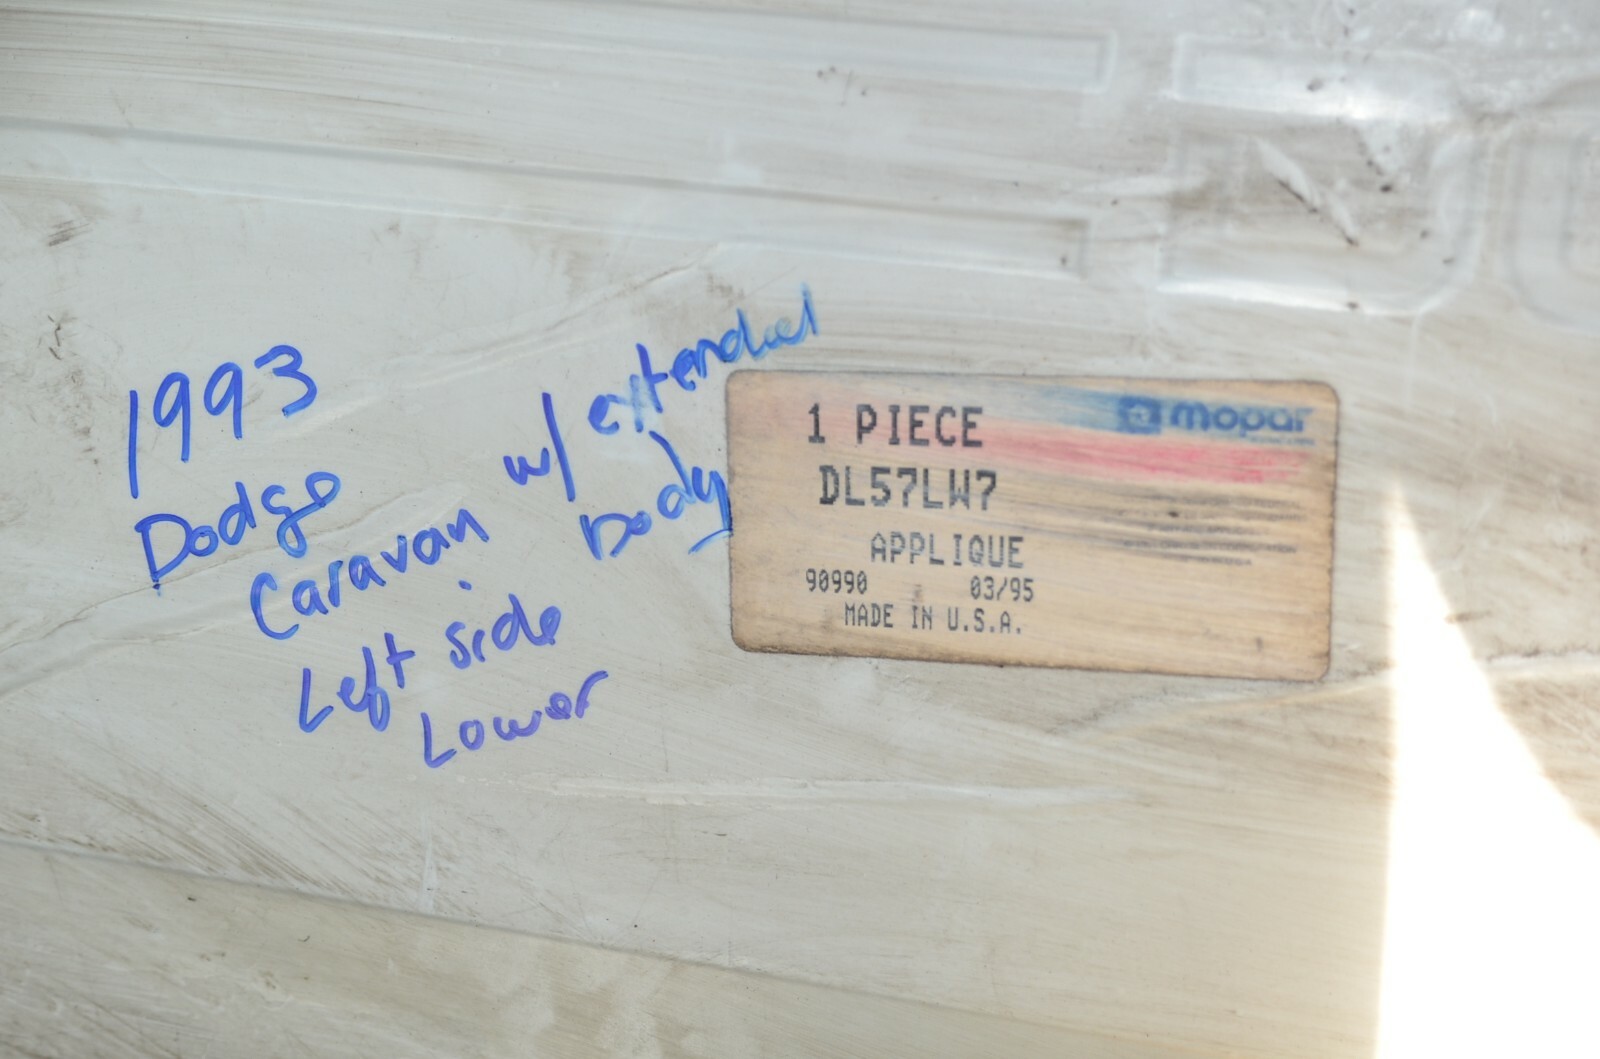 1993
Dodge
Caravan w/ extended
body
Left side
Lower
1 PIECE mopar
DL57LW7
APPLIQUE
90990 03/95
MADE IN U.S.A.